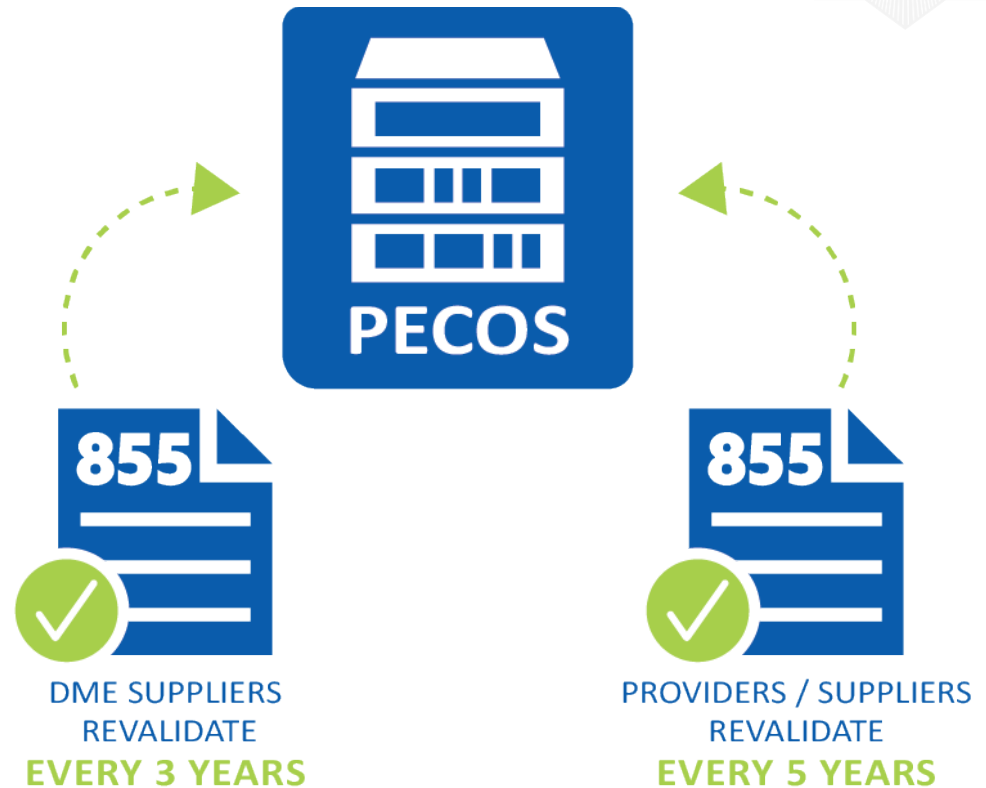 PECOS
855
DME SUPPLIERS
REVALIDATE
EVERY 3 YEARS
855
PROVIDERS / SUPPLIERS
REVALIDATE
EVERY 5 YEARS